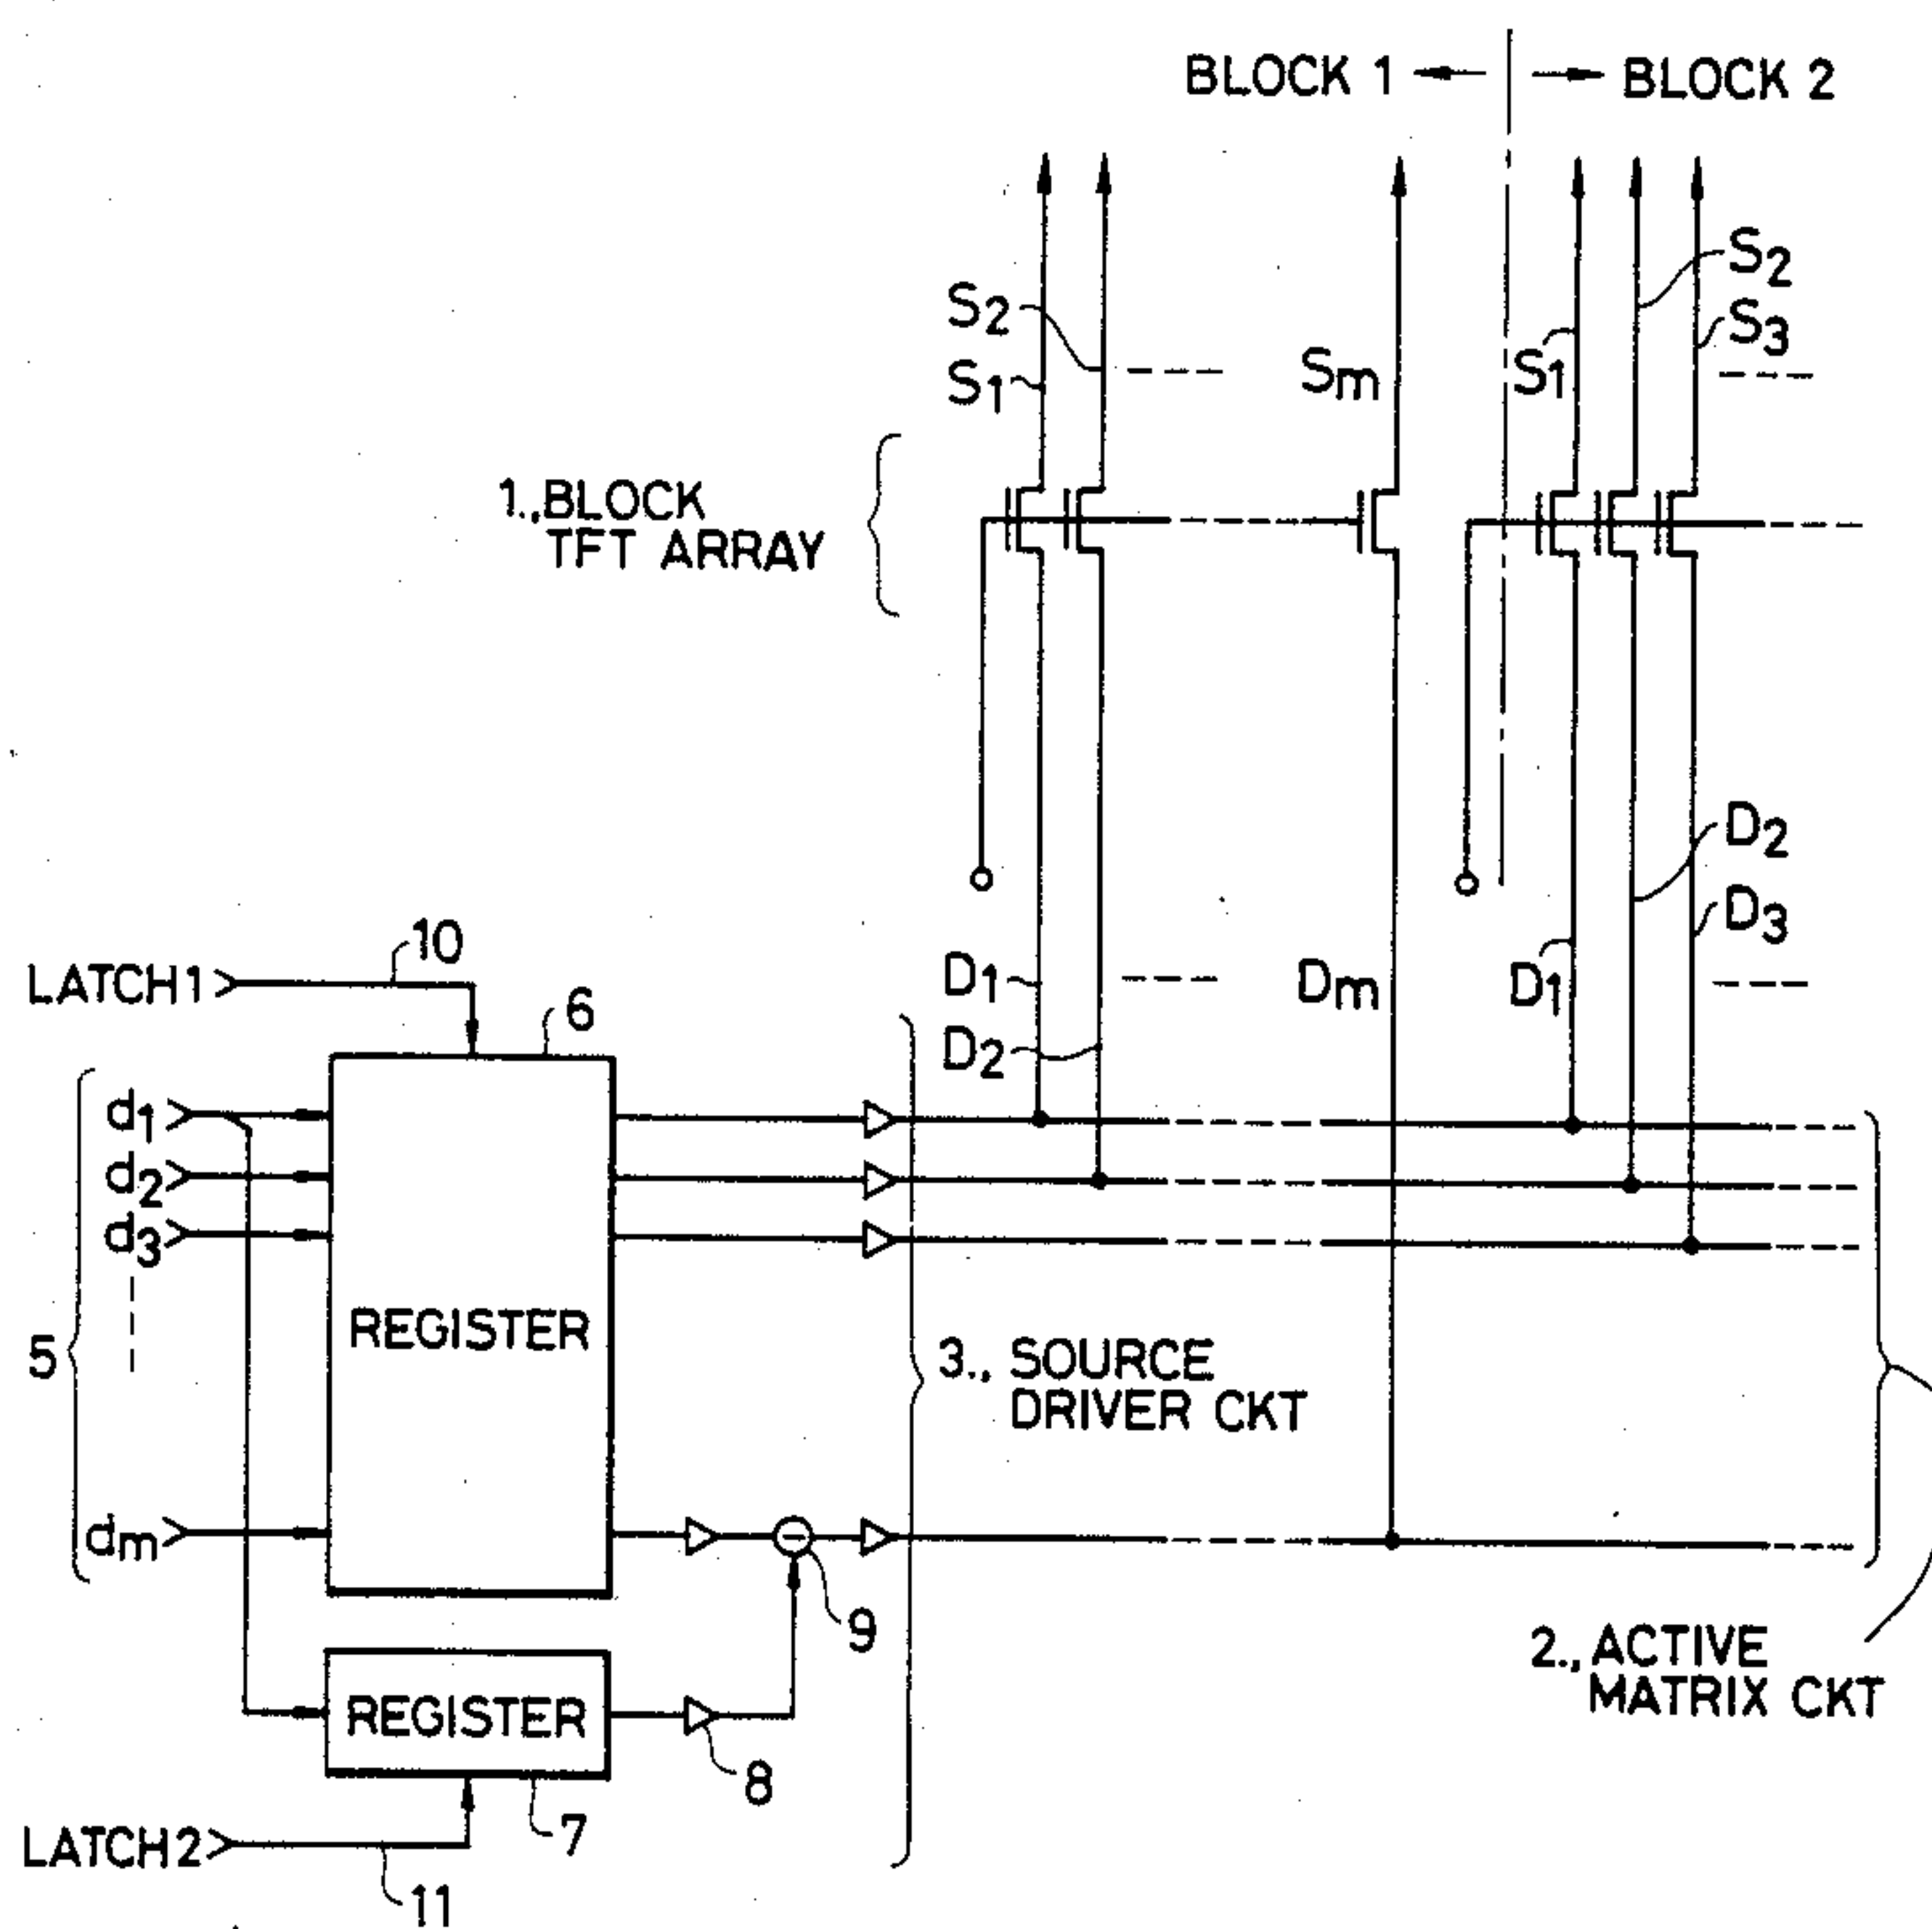 BLOCK 1 BLOCK 2
S2
S3
S2
S1
Sm
S1
1., BLOCK
TFT ARRAY
D2
D3
D1
D2
Dm
D1
LATCH1
10
6
d1
d2
d3
dm
5
REGISTER
3., SOURCE
DRIVER CKT
9
2., ACTIVE
MATRIX CKT
REGISTER
8
7
LATCH2
11